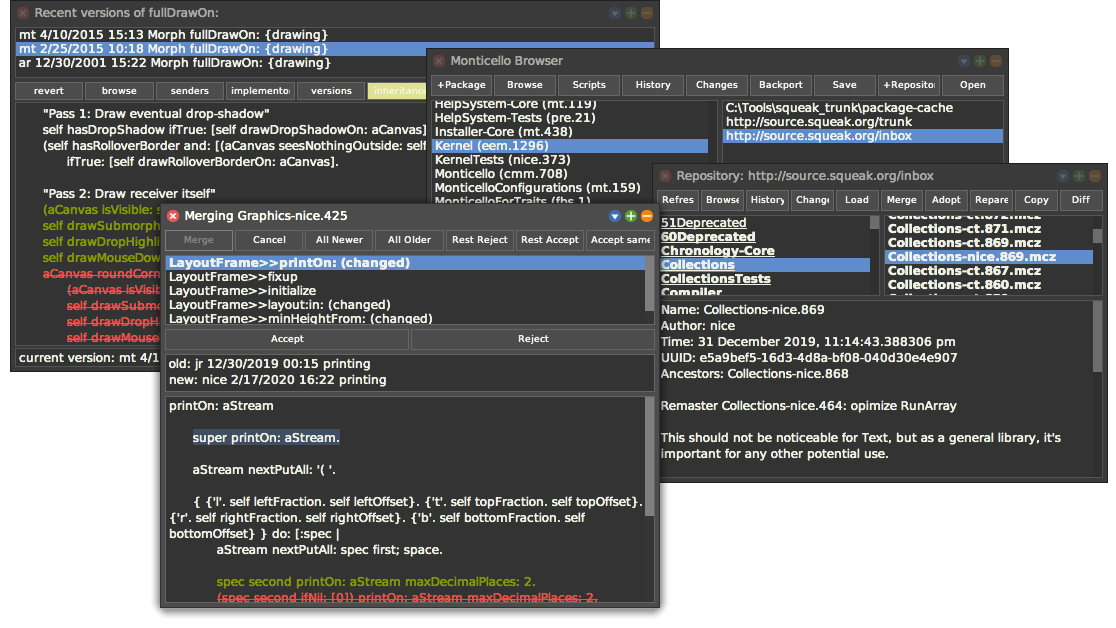 Recent versions of fullDrawOn:
mt 4/10/2015 15:13 Morph fullDrawOn: {drawing}
mt 2/25/2015 10:18 Morph fullDrawOn: {drawing}
ar 12/30/2001 15:22 Morph fullDrawOn: {drawing}
revert browse senders implementor versions inheritance
"Pass 1: Draw eventual drop-shadow"
self hasDropShadow ifTrue: [self drawDropShadowOn: aCanvas]
(self hasRolloverBorder and: [(aCanvas seesNothingOutside: self
ifTrue: [self drawRolloverBorderOn: aCanvas].
"Pass 2: Draw receiver itself"
(aCanvas isVisible: s
self drawSubmorph
self drawDropHighli
self drawMouseDow
aCanvas roundCorn
(aCanvas isVisib
self drawSubmo
self drawDropH
self drawMouse
current version: mt 4/1
Monticello Browser
+Package Browse Scripts History Changes Backport Save +Repositor Open
HelpSystem-Core (mt.119)
HelpSystem-Tests (pre.21)
Installer-Core (mt.438)
Kernel (eem.1296)
KernelTests (nice.373)
Monticello (cmm.708)
MonticelloConfigurations (mt.159)
MonticelloForTraits (fbs.1)
C:\Tools\squeak_trunk\package-cache
http://source.squeak.org/trunk
http://source.squeak.org/inbox
Repository: http://source.squeak.org/inbox
Refres Browse History Change Load Merge Adopt Repare Copy Diff
51Deprecated
60Deprecated
Chronology-Core
Collections
CollectionsTests
Compiler
Collections-ct.872.mcz
Collections-ct.871.mcz
Collections-ct.869.mcz
Collections-nice.869.mcz
Collections-ct.867.mcz
Collections-ct.860.mcz
Name: Collections-nice.869
Author: nice
Time: 31 December 2019, 11:14:43.388306 pm
UUID: e5a9bef5-16d3-4d8a-bf08-040d30e4e907
Ancestors: Collections-nice.868
Remaster Collections-nice.464: opimize RunArray
This should not be noticeable for Text, but as a general library, it's
important for any other potential use.
Merging Graphics-nice.425
Merge Cancel All Newer All Older Rest Reject Rest Accept Accept same
LayoutFrame>>printOn: (changed)
LayoutFrame>>fixup
LayoutFrame>>initialize
LayoutFrame>>layout:in: (changed)
LayoutFrame>>minHeightFrom: (changed)
Accept Reject
old: jr 12/30/2019 00:15 printing
new: nice 2/17/2020 16:22 printing
printOn: aStream
super printOn: aStream.
aStream nextPutAll: '( '.
{ {'l'. self leftFraction. self leftOffset}. {'t'. self topFraction. self topOffset}.
{'r'. self rightFraction. self rightOffset}. {'b'. self bottomFraction. self
bottomOffset} } do: [:spec |
aStream nextPutAll: spec first; space.
spec second printOn: aStream maxDecimalPlaces: 2.
(spec second ifNil: [0]) printOn: aStream maxDecimalPlaces: 2.